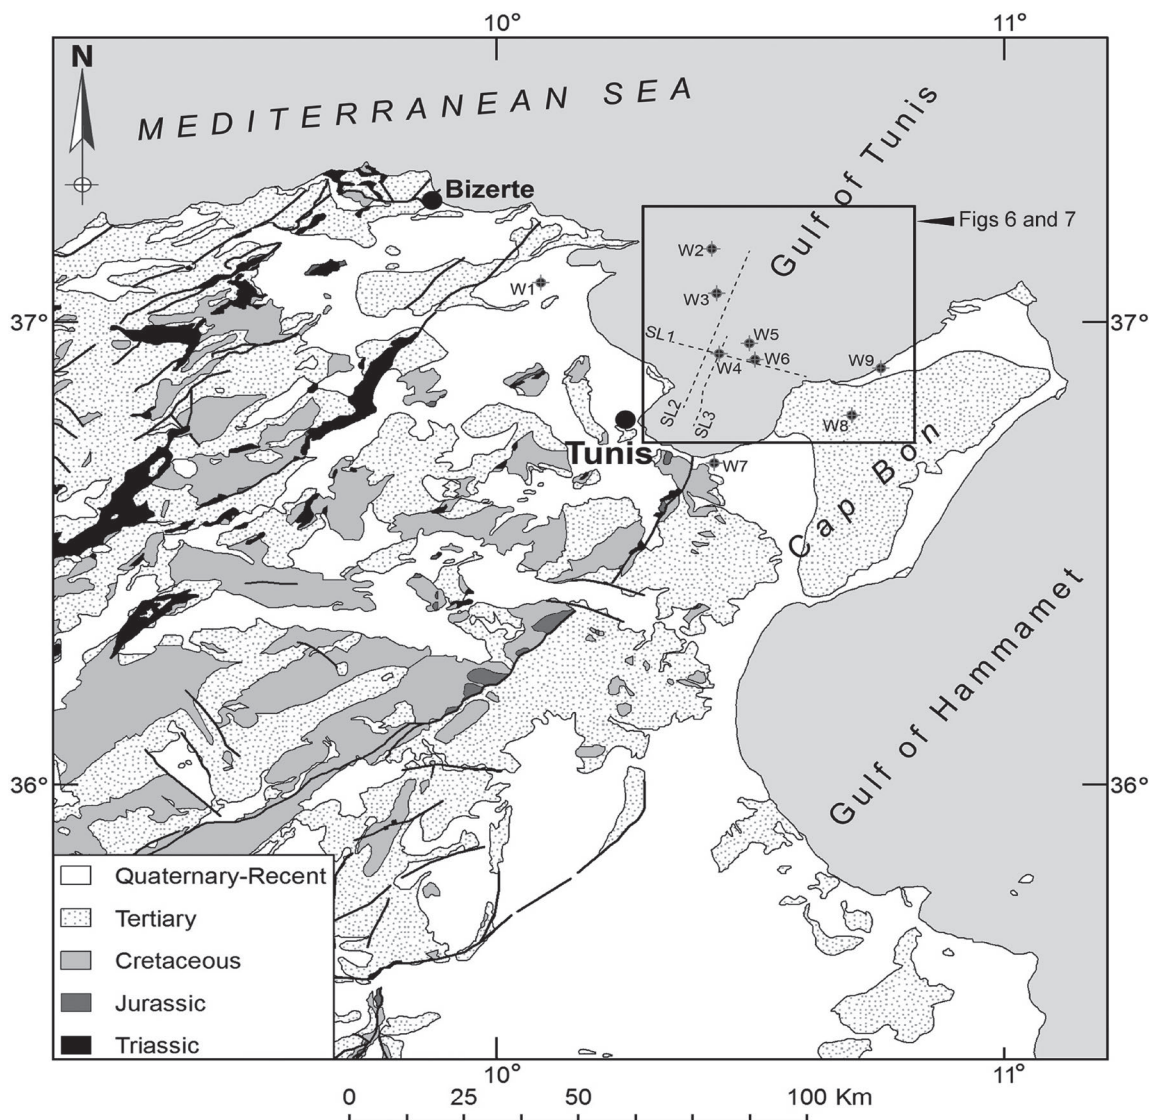 10° 11°
N
MEDITERRANEAN SEA
Gulf of Tunis
Bizerte
Figs 6 and 7
W2
W1
W3
37° 37°
SL1
W5
W6
W4
W9
SL2
SL3
W8
Tunis
W7
Cap Bon
Gulf of Hammamet
36° 36°
Quaternary-Recent
Tertiary
Cretaceous
Jurassic
Triassic
10° 11°
0 25 50 100 Km